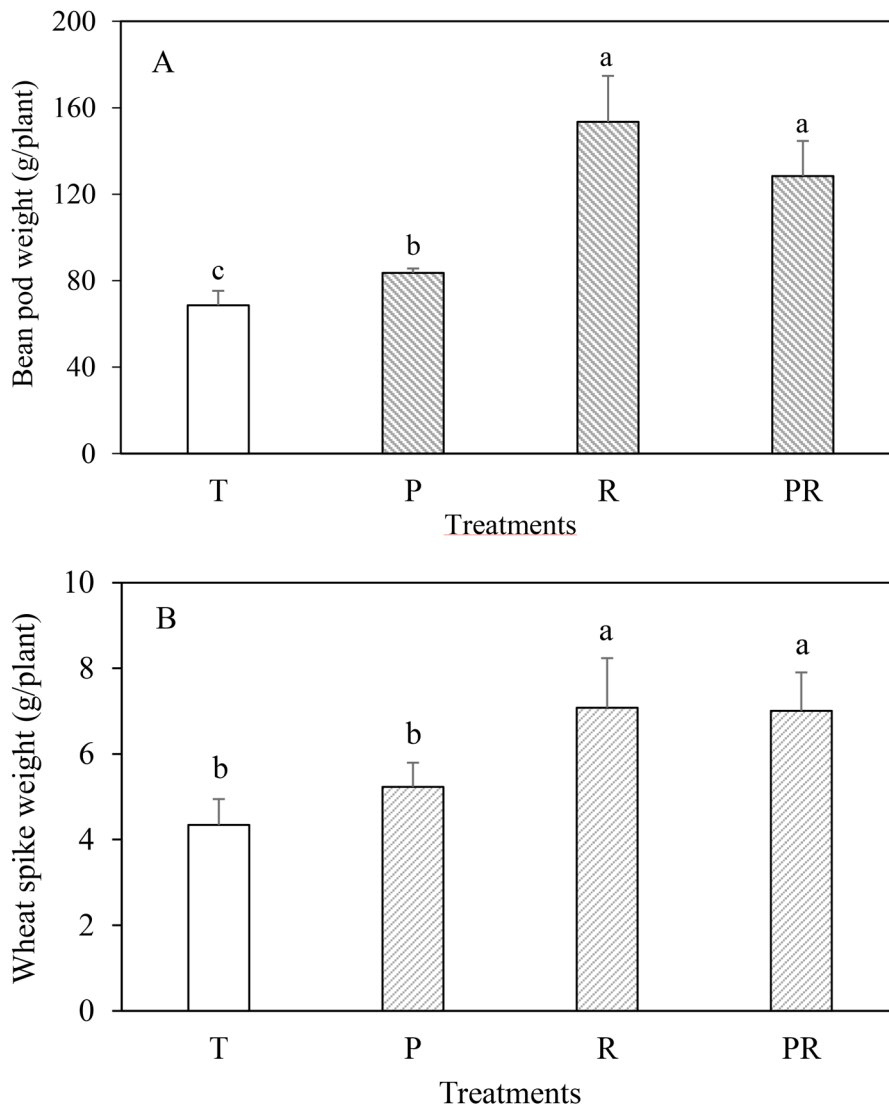 A
Bean pod weight (g/plant)
200
160
120
80
40
0
c
b
a
a
T P R PR
Treatments
B
Wheat spike weight (g/plant)
10
8
6
4
2
0
b
b
a
a
T P R PR
Treatments